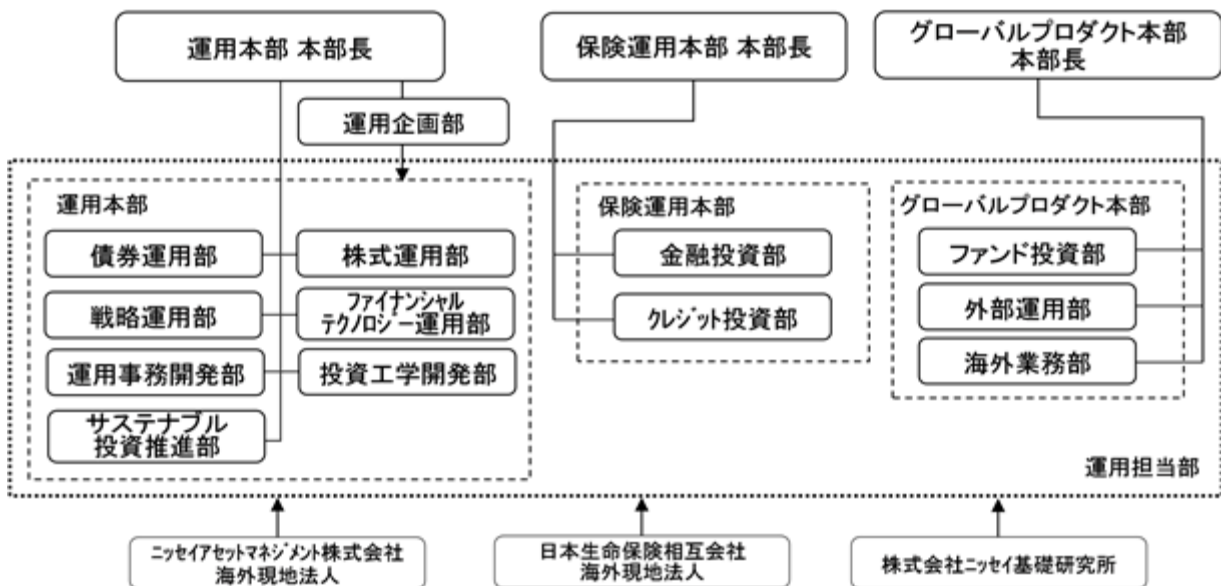 運用本部 本部長
保険運用本部 本部長
グローバルプロダクト本部
本部長
運用企画部
運用本部
債券運用部
株式運用部
戦略運用部
ファイナンシャル
テクノロジー運用部
運用事務開発部
投資工学開発部
サステナブル
投資推進部
保険運用本部
金融投資部
クレジット投資部
グローバルプロダクト本部
ファンド投資部
外部運用部
海外業務部
運用担当部
ニッセイアセットマネジメント株式会社
海外現地法人
日本生命保険相互会社
海外現地法人
株式会社ニッセイ基礎研究所